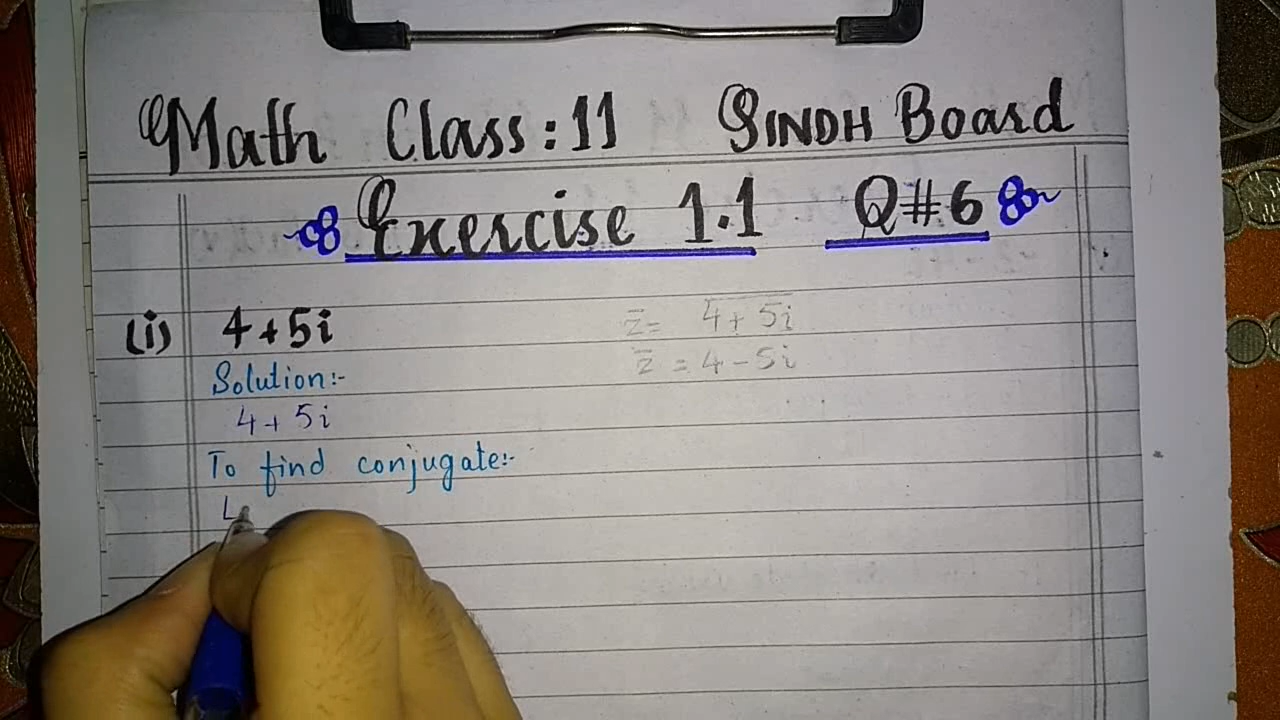 Math Class:11 SINDH Board
Exercise 1.1 Q#6
(i) 4+5i
z̅= \overline{4+5i}
Solution:-
z̅ = 4-5i
4+5i
To find conjugate:-